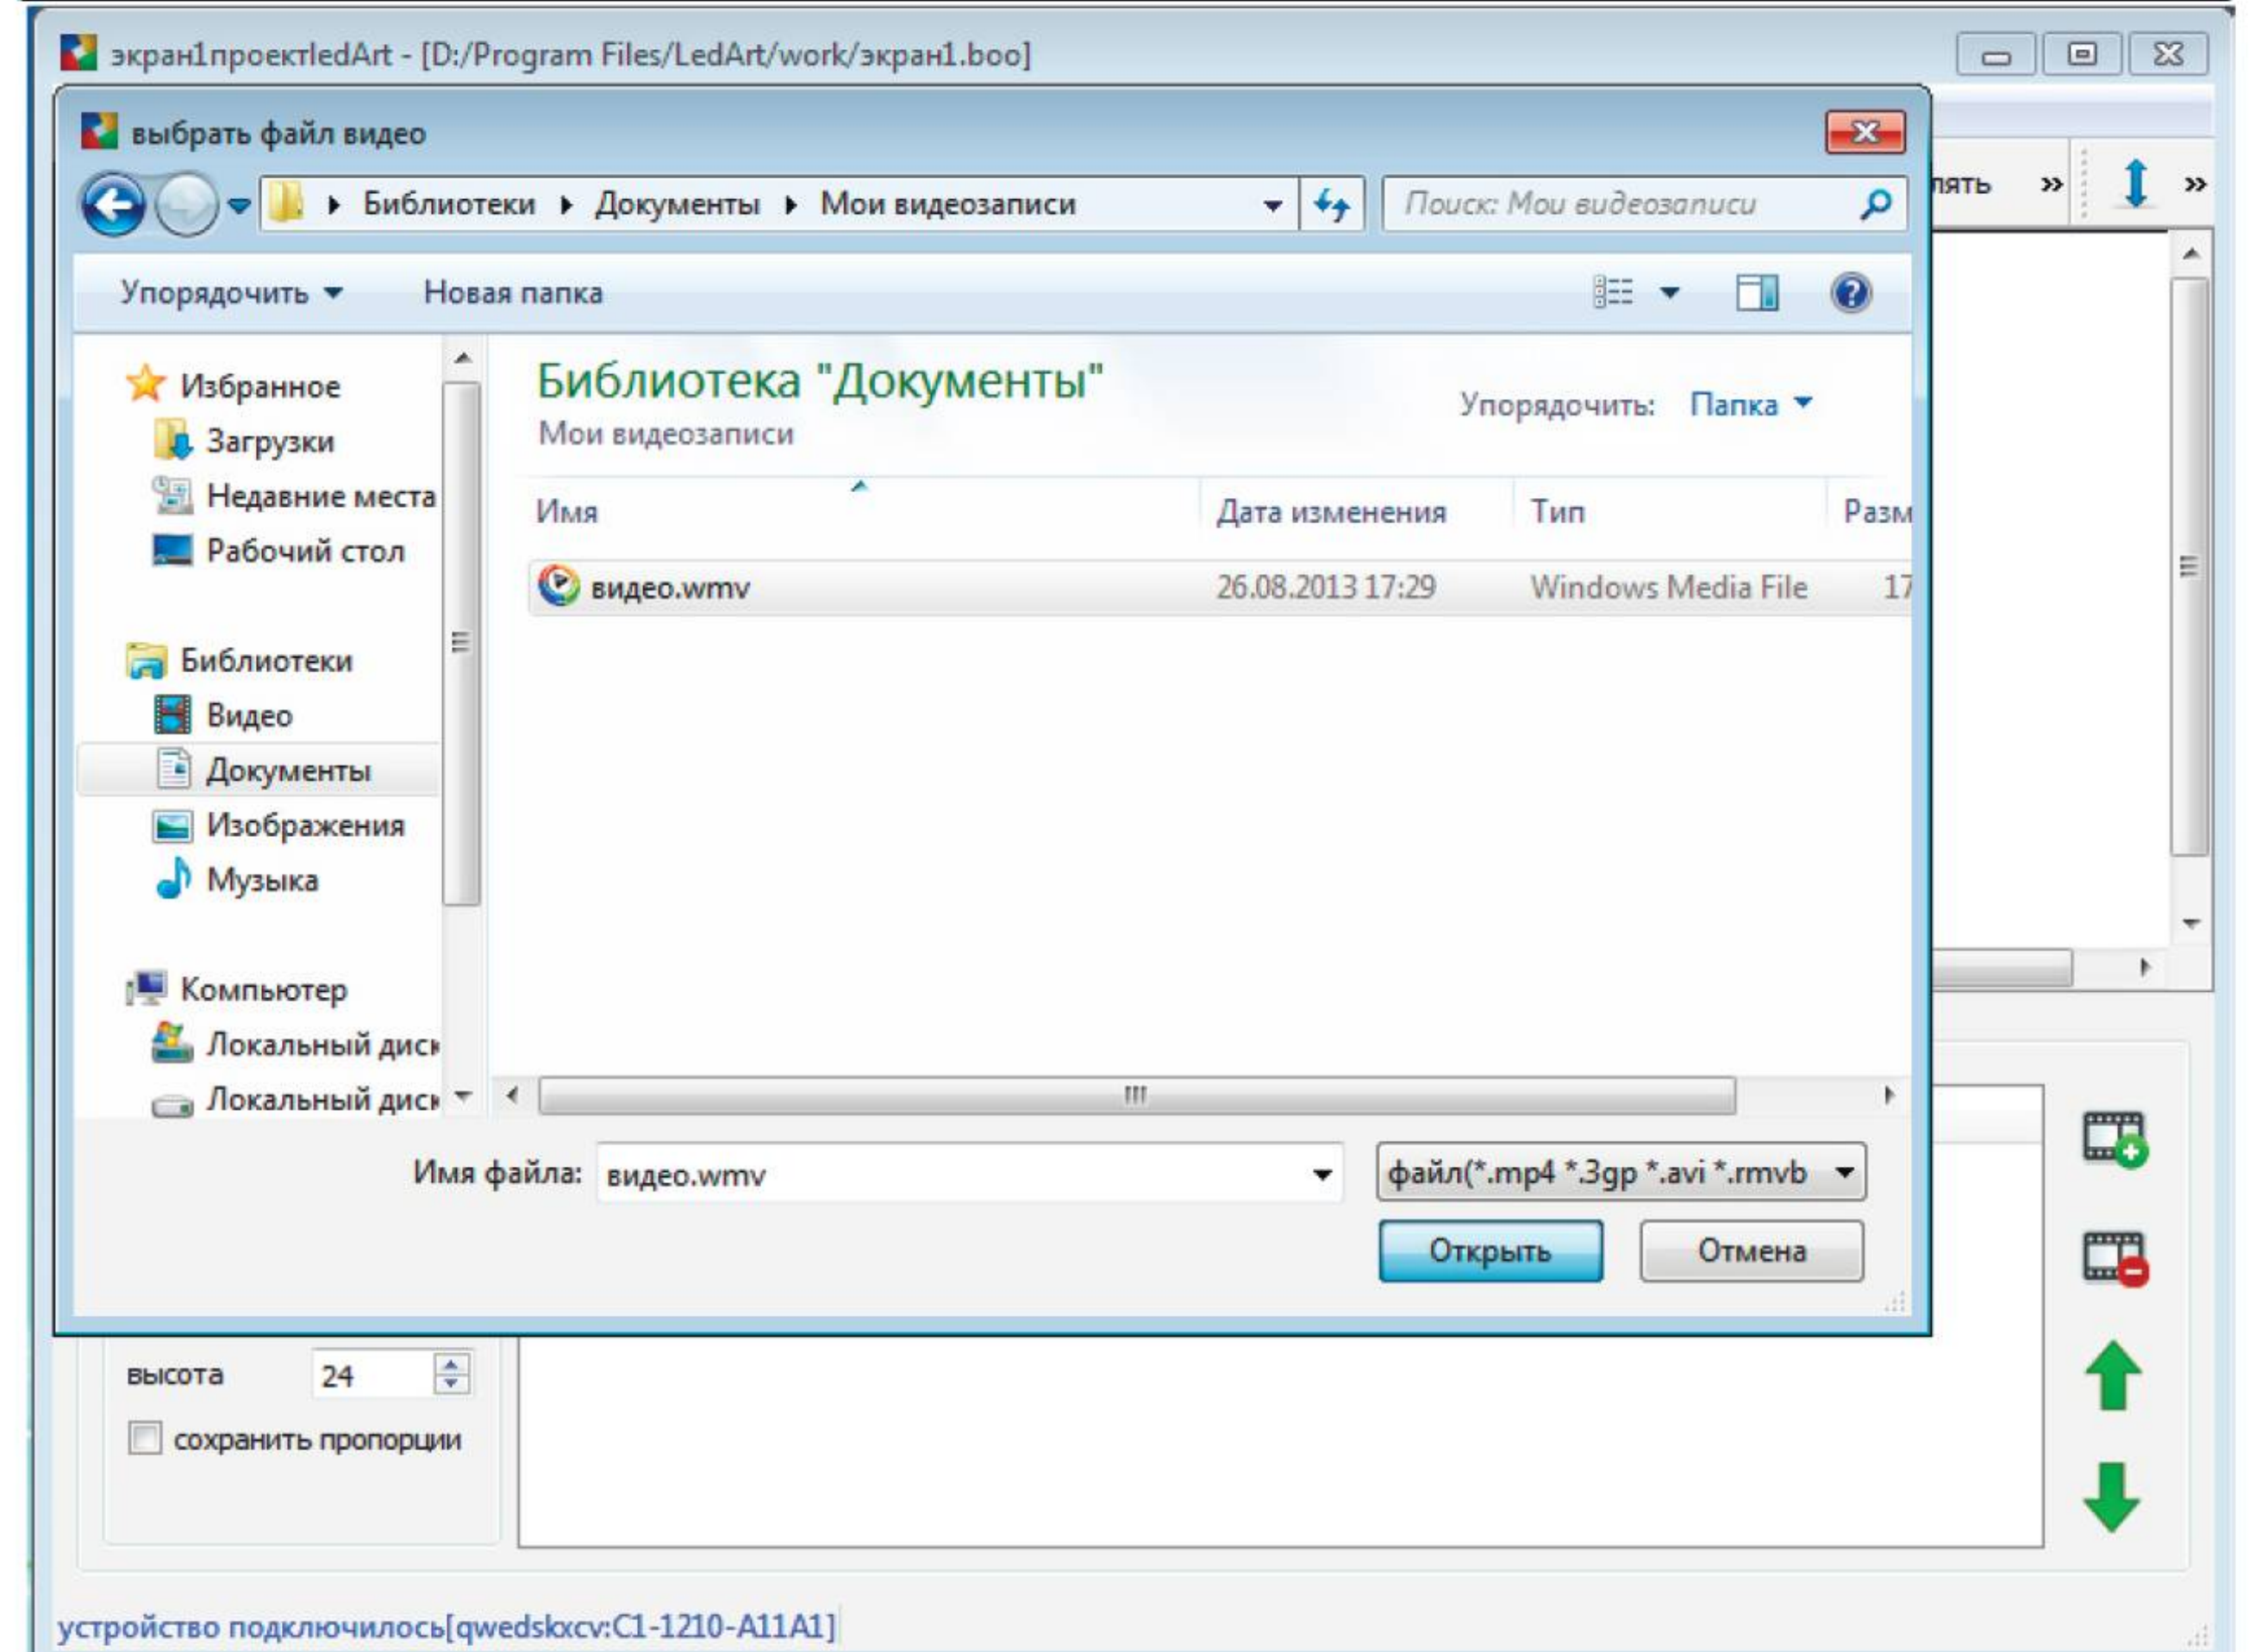 экран1проектledArt - [D:/Program Files/LedArt/work/экран1.boo]
выбрать файл видео
Библиотеки Документы Мои видеозаписи
Поиск: Мои видеозаписи
лять »
»
Упорядочить Новая папка
Избранное
Загрузки
Недавние места
Рабочий стол
Библиотеки
Видео
Документы
Изображения
Музыка
Компьютер
Локальный диск
Локальный диск
Библиотека "Документы"
Мои видеозаписи
Упорядочить: Папка
Имя Дата изменения Тип Разм
видео.wmv 26.08.2013 17:29 Windows Media File 17
Имя файла: видео.wmv
файл(*.mp4 *.3gp *.avi *.rmvb
Открыть Отмена
высота 24
сохранить пропорции
устройство подключилось[qwedskxcv:C1-1210-A11A1]